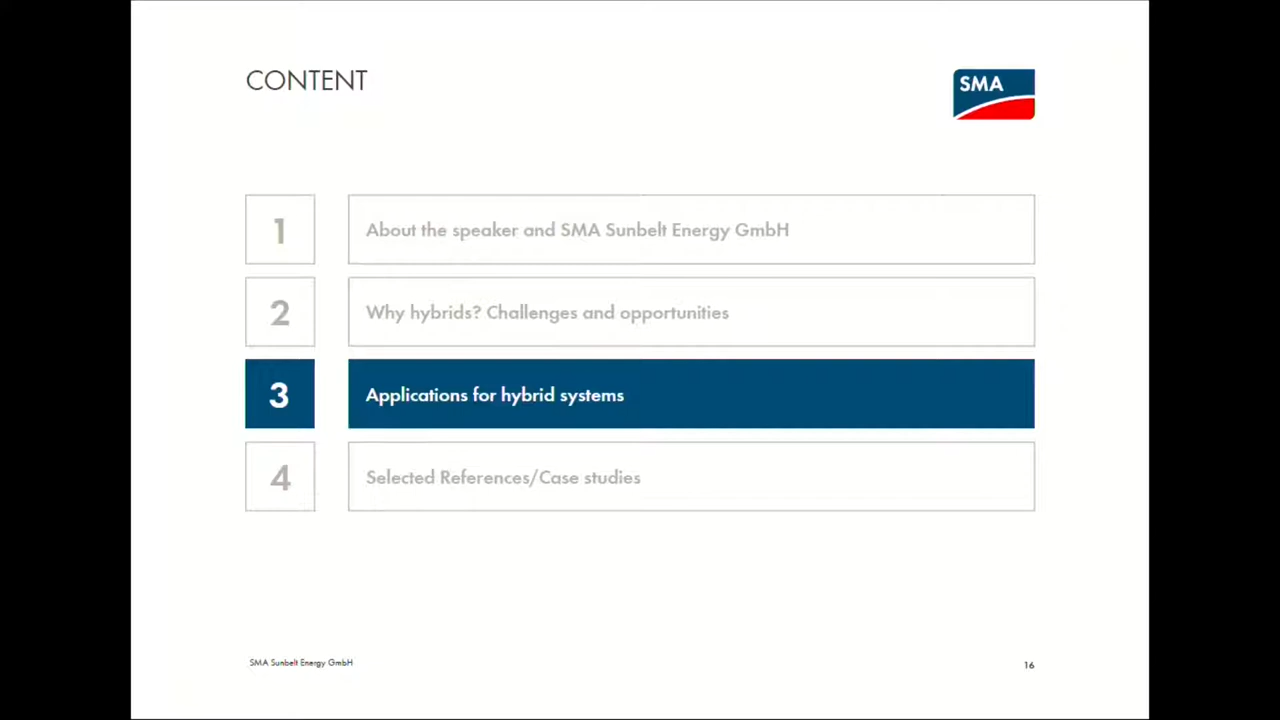 CONTENT
SMA
1
About the speaker and SMA Sunbelt Energy GmbH
2
Why hybrids? Challenges and opportunities
3
Applications for hybrid systems
4
Selected References/Case studies
SMA Sunbelt Energy GmbH
16